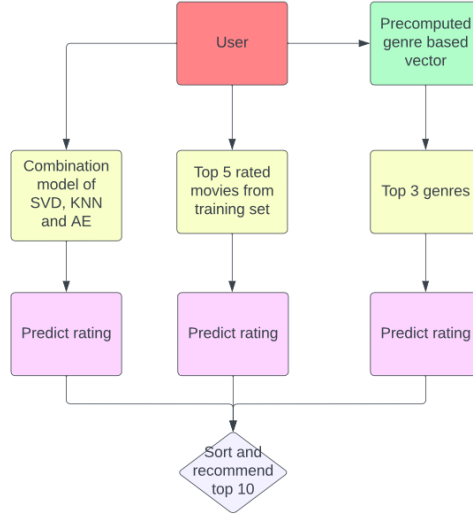 User
Precomputed
genre based
vector
Combination
model of
SVD, KNN
and AE
Top 5 rated
movies from
training set
Top 3 genres
Predict rating
Predict rating
Predict rating
Sort and
recommend
top 10